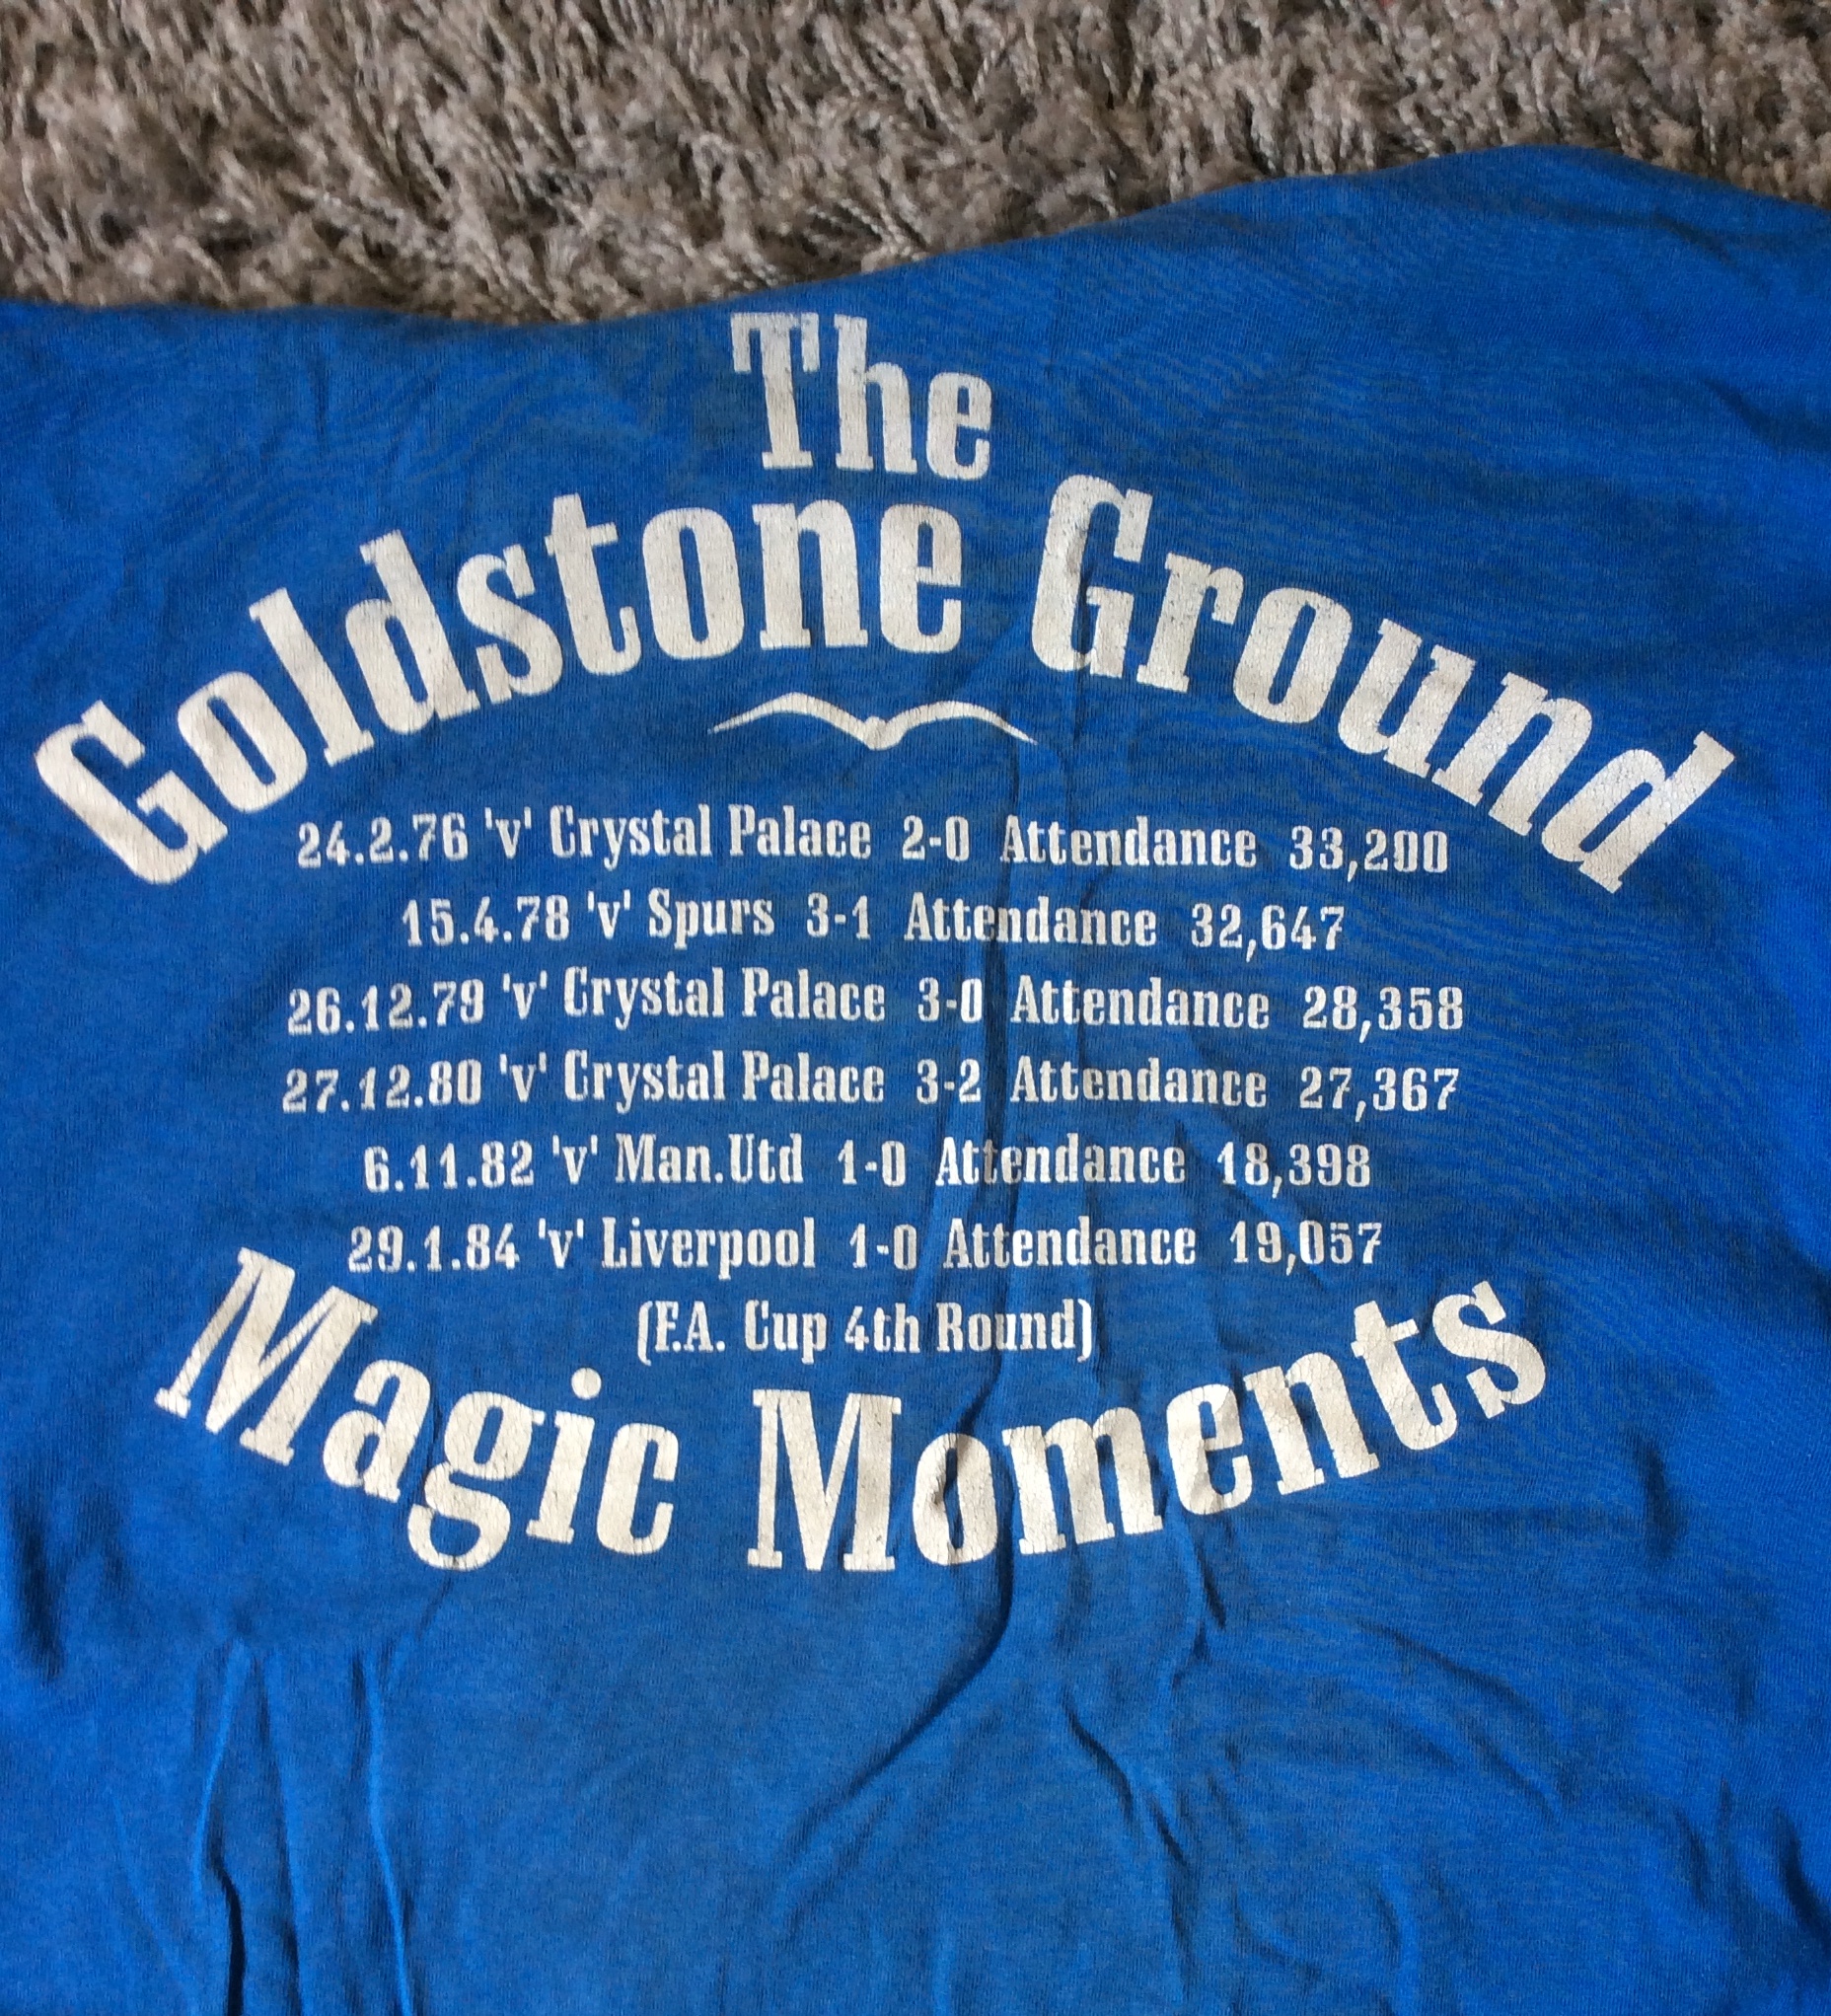 The
Goldstone Ground
24.2.76 'v' Crystal Palace 2-0 Attendance 33,200
15.4.78 'v' Spurs 3-1 Attendance 32,647
26.12.79 'v' Crystal Palace 3-0 Attendance 28,358
27.12.80 'v' Crystal Palace 3-2 Attendance 27,367
6.11.82 'v' Man.Utd 1-0 Attendance 18,398
29.1.84 'v' Liverpool 1-0 Attendance 19,057
(F.A. Cup 4th Round)
Magic Moments